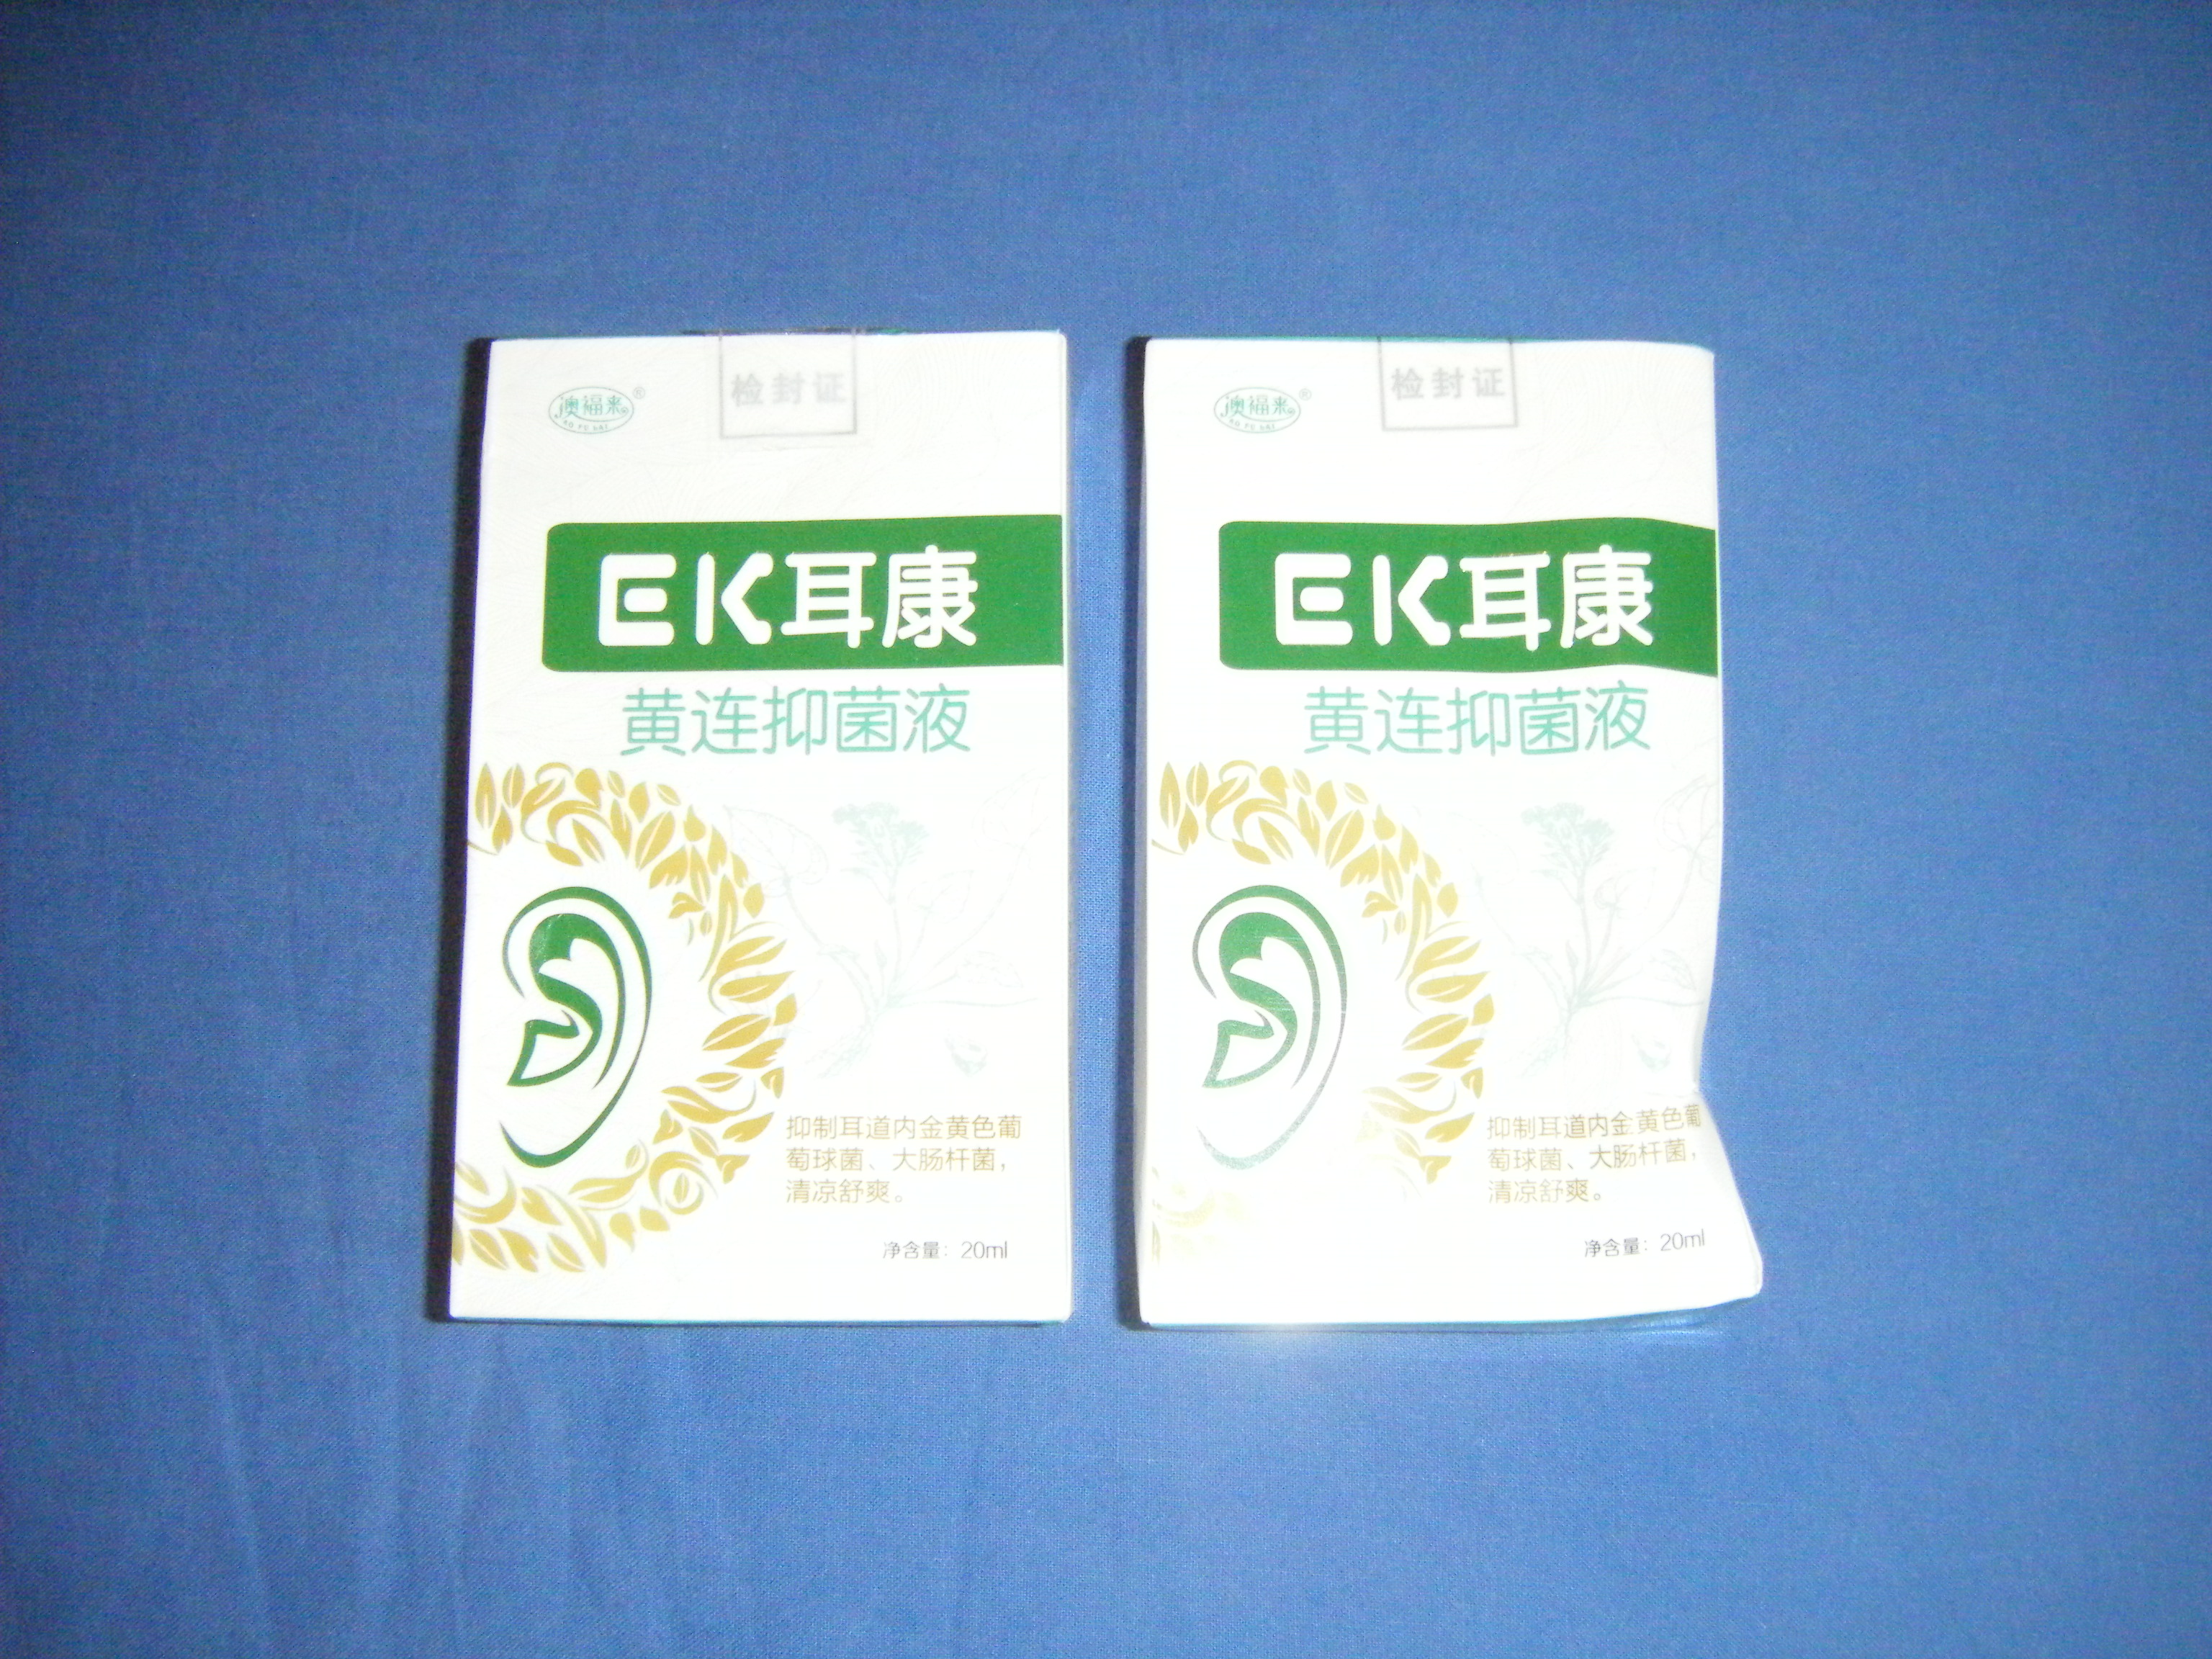 澳福来®
AO FU LAI
检封证
EK耳康
黄连抑菌液
抑制耳道内金黄色葡
萄球菌、大肠杆菌，
清凉舒爽。
净含量：20ml
澳福来®
AO FU LAI
检封证
EK耳康
黄连抑菌液
抑制耳道内金黄色葡
萄球菌、大肠杆菌，
清凉舒爽。
净含量：20ml